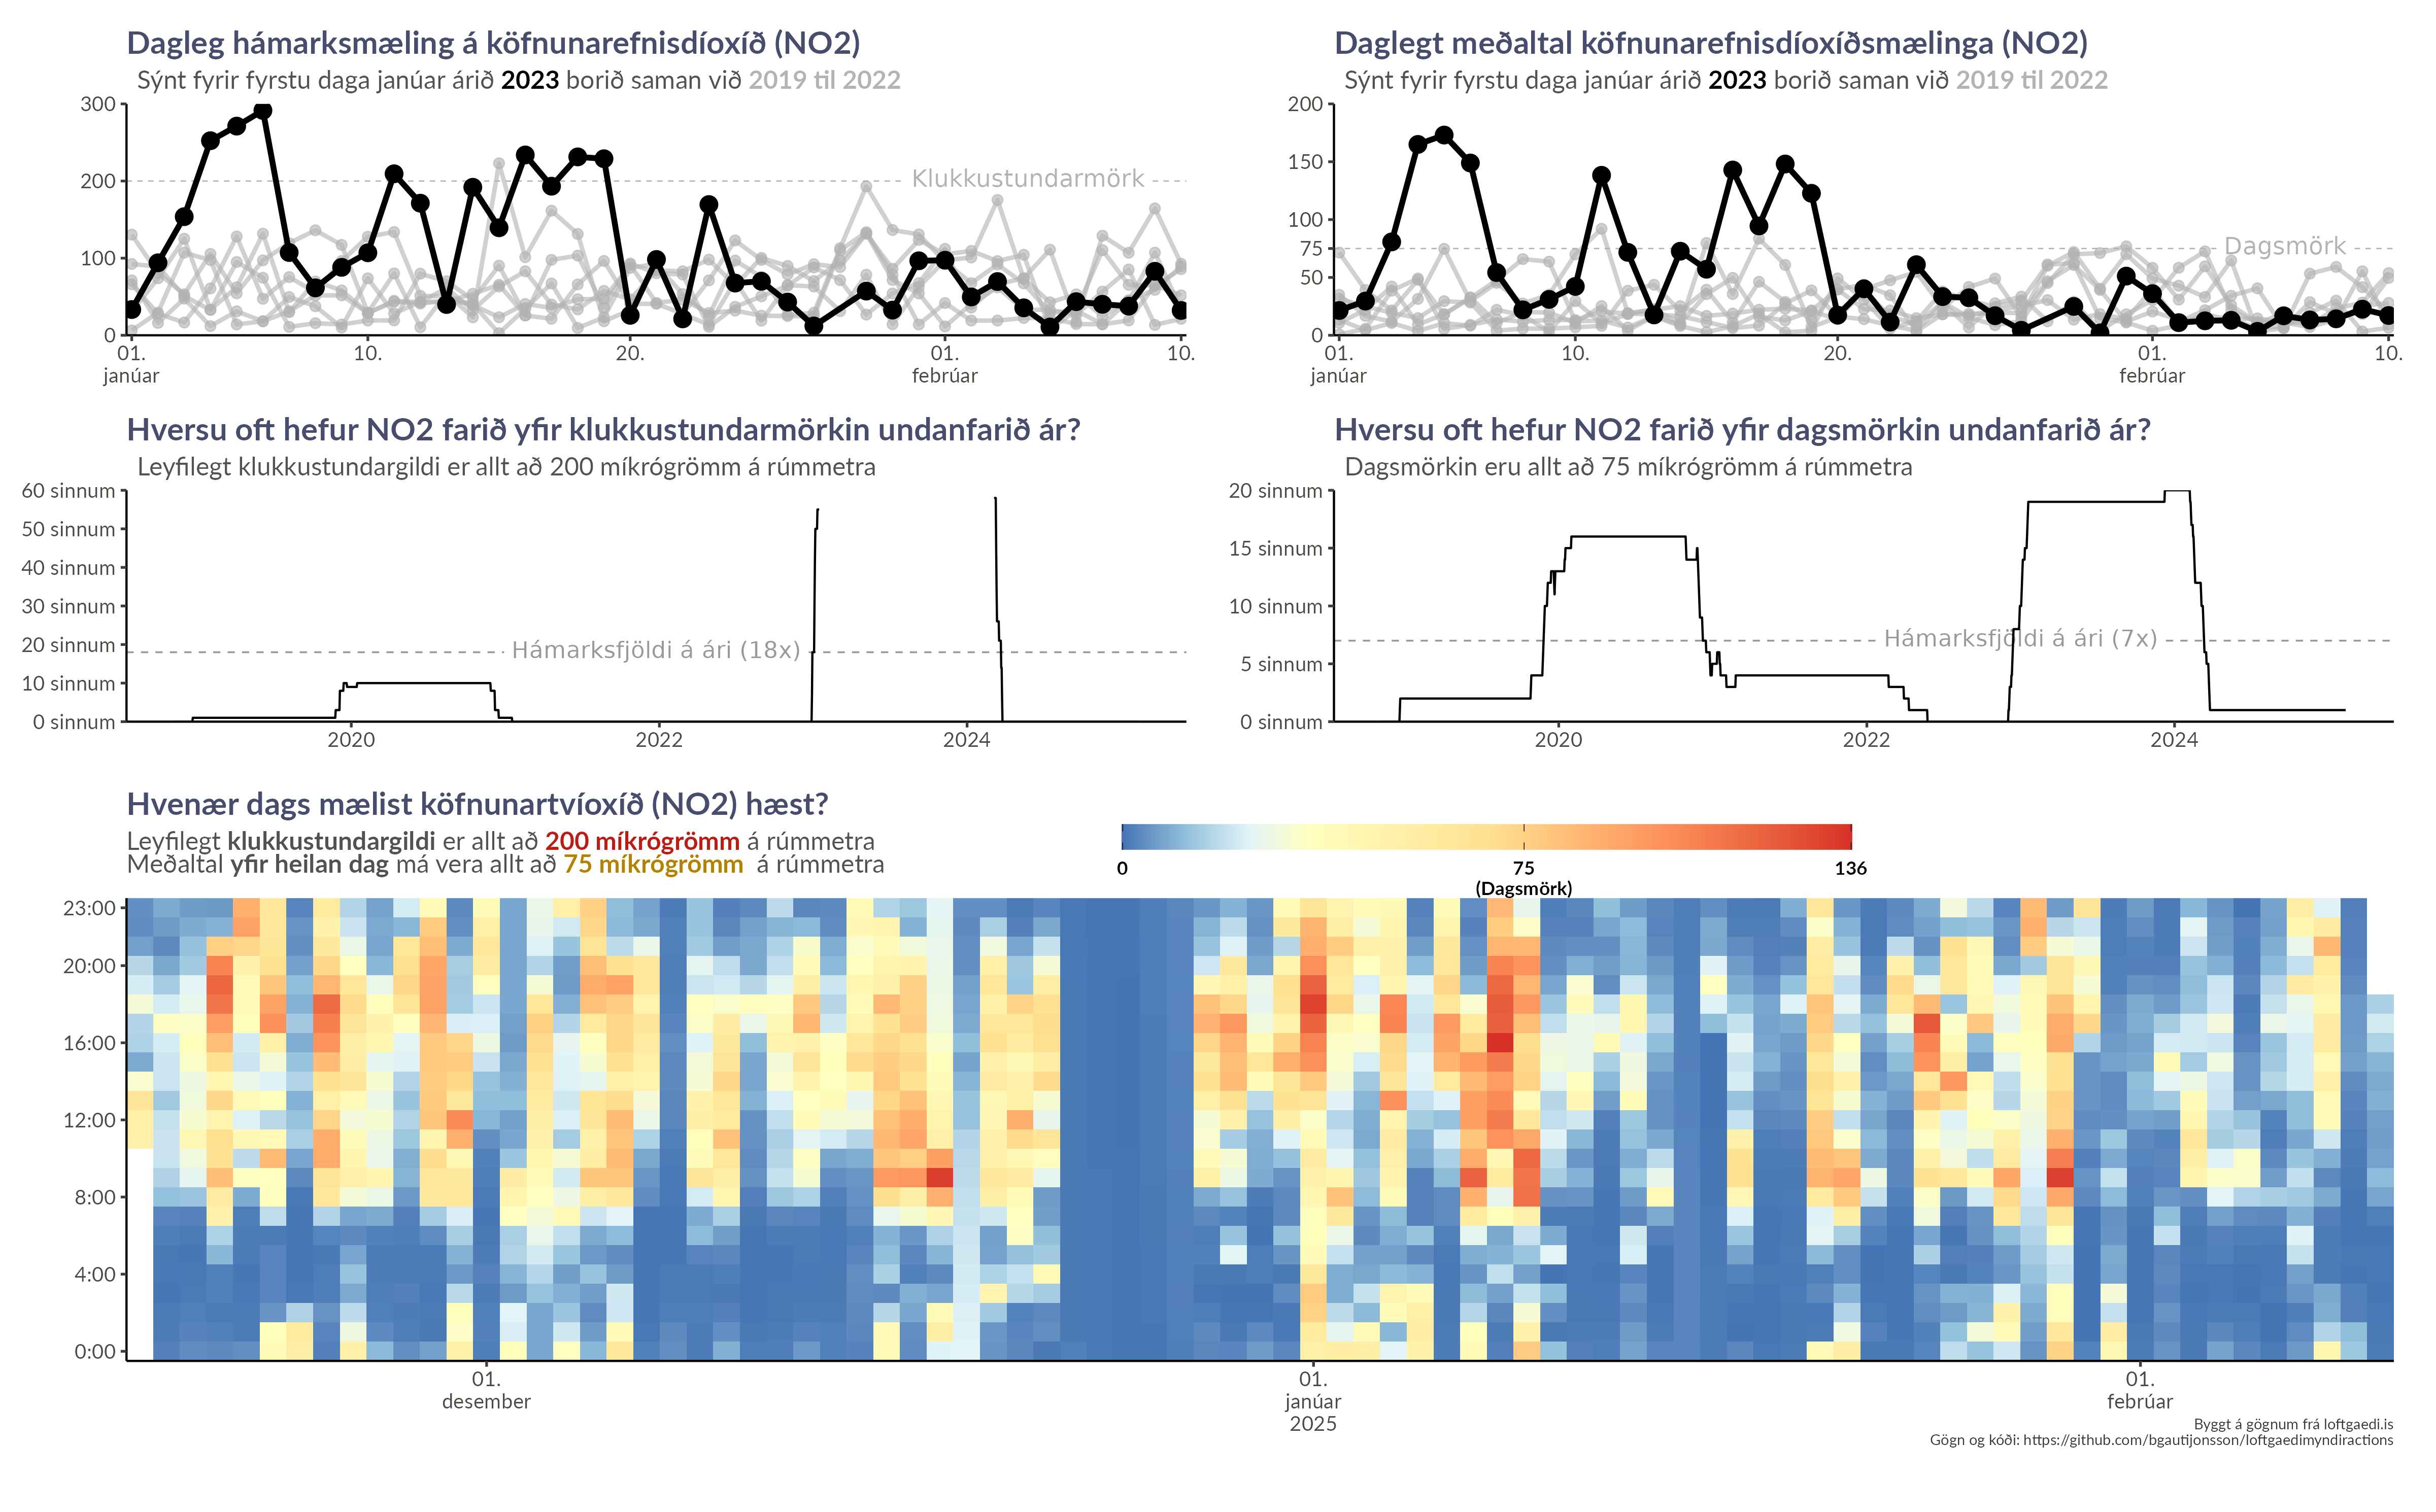 Dagleg hámarksmæling á köfnunarefnisdíoxíð (NO2)
Sýnt fyrir fyrstu daga janúar árið 2023 borið saman við 2019 til 2022
300
200
100
0
Klukkustundarmörk
01.
janúar
10.
20.
01.
febrúar
10.
Daglegt meðaltal köfnunarefnisdíoxíðsmælinga (NO2)
Sýnt fyrir fyrstu daga janúar árið 2023 borið saman við 2019 til 2022
200
150
100
75
50
0
Dagsmörk
01.
janúar
10.
20.
01.
febrúar
10.
Hversu oft hefur NO2 farið yfir klukkustundarmörkin undanfarið ár?
Leyfilegt klukkustundargildi er allt að 200 míkrógrömm á rúmmetra
60 sinnum
50 sinnum
40 sinnum
30 sinnum
20 sinnum
10 sinnum
0 sinnum
Hámarksfjöldi á ári (18x)
2020
2022
2024
Hversu oft hefur NO2 farið yfir dagsmörkin undanfarið ár?
Dagsmörkin eru allt að 75 míkrógrömm á rúmmetra
20 sinnum
15 sinnum
10 sinnum
5 sinnum
0 sinnum
Hámarksfjöldi á ári (7x)
2020
2022
2024
Hvenær dags mælist köfnunartvíoxíð (NO2) hæst?
Leyfilegt klukkustundargildi er allt að 200 míkrógrömm á rúmmetra
Meðaltal yfir heilan dag má vera allt að 75 míkrógrömm á rúmmetra
0
75
(Dagsmörk)
136
23:00
20:00
16:00
12:00
8:00
4:00
0:00
01.
desember
01.
janúar
2025
01.
febrúar
Byggt á gögnum frá loftgaedi.is
Gögn og kóði: https://github.com/bgautijonsson/loftgaedimyndiractions